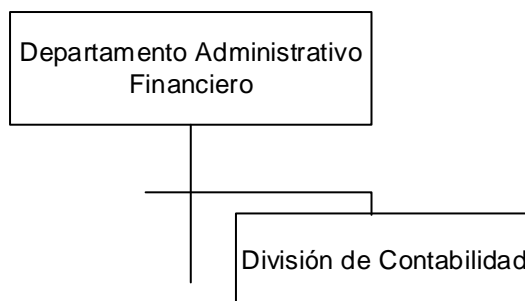 Departamento Administrativo
Financiero
División de Contabilidad